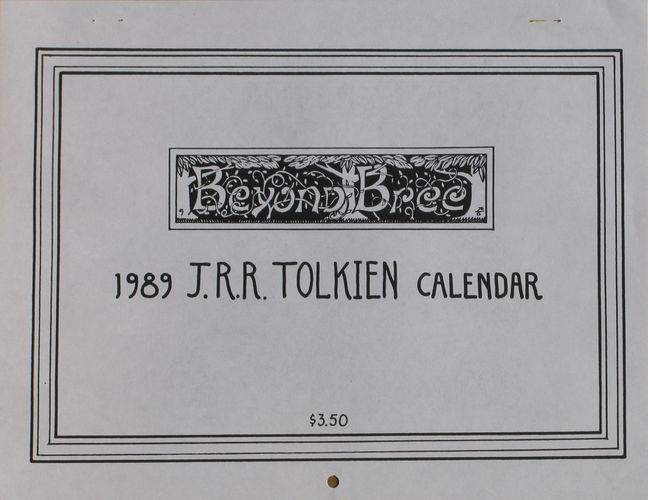 Beyond Bree
1989 J.R.R. TOLKIEN CALENDAR
$3.50